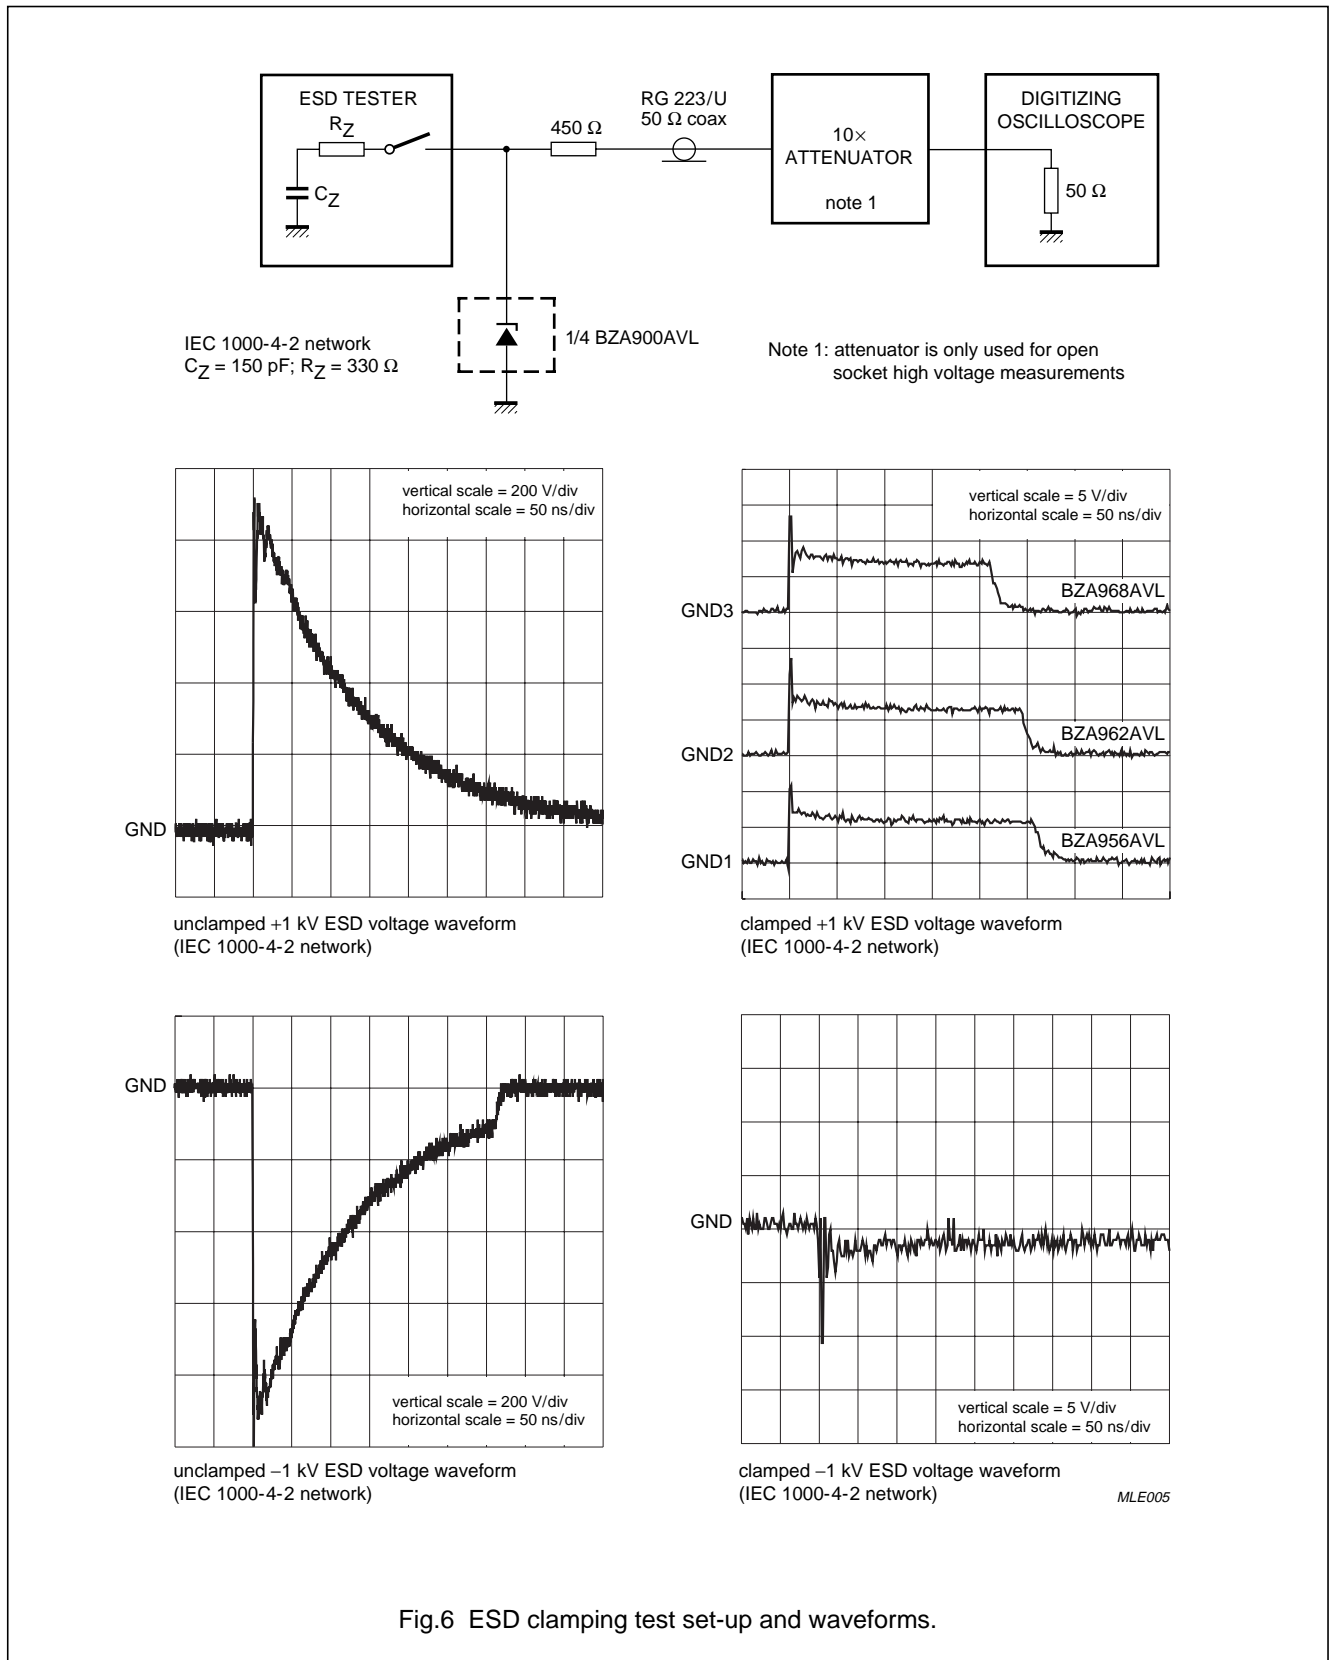 ESD TESTER
RZ
CZ
450 Ω
RG 223/U
50 Ω coax
10×
ATTENUATOR
note 1
DIGITIZING
OSCILLOSCOPE
50 Ω
IEC 1000-4-2 network
CZ = 150 pF; RZ = 330 Ω
1/4 BZA900AVL
Note 1: attenuator is only used for open
socket high voltage measurements
vertical scale = 200 V/div
horizontal scale = 50 ns/div
GND
unclamped +1 kV ESD voltage waveform
(IEC 1000-4-2 network)
vertical scale = 5 V/div
horizontal scale = 50 ns/div
BZA968AVL
GND3
BZA962AVL
GND2
BZA956AVL
GND1
clamped +1 kV ESD voltage waveform
(IEC 1000-4-2 network)
GND
vertical scale = 200 V/div
horizontal scale = 50 ns/div
unclamped −1 kV ESD voltage waveform
(IEC 1000-4-2 network)
GND
vertical scale = 5 V/div
horizontal scale = 50 ns/div
clamped −1 kV ESD voltage waveform
(IEC 1000-4-2 network)
MLE005
Fig.6 ESD clamping test set-up and waveforms.